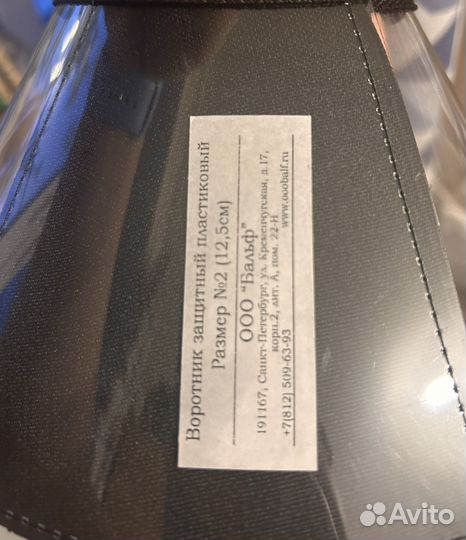 Воротник защитный пластиковый
Размер №2 (12,5см)
ООО "Бальф"
191167, Санкт-Петербург, ул. Кременчугская, д.17,
корп.2, лит. А, пом. 22-Н
+7(812) 509-63-93 www.ooobalf.ru
Avito